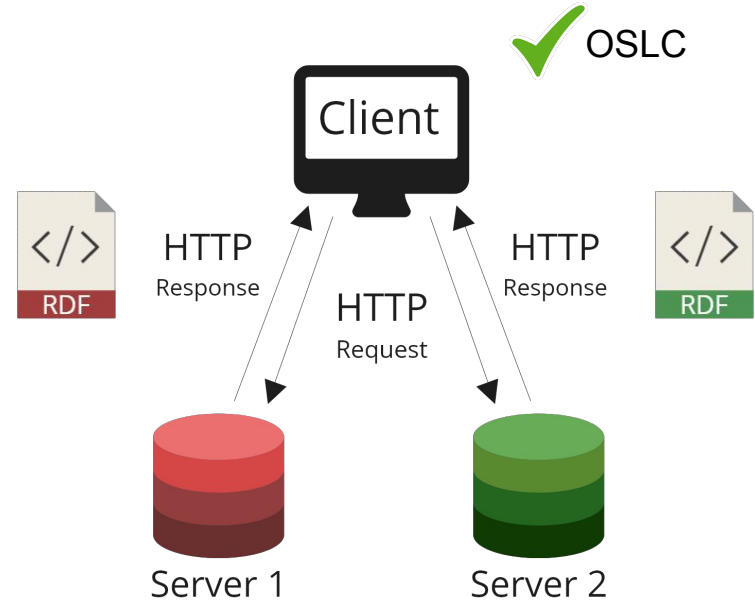 OSLC
Client
</>
RDF
HTTP
Response
HTTP
Request
HTTP
Response
</>
RDF
Server 1
Server 2